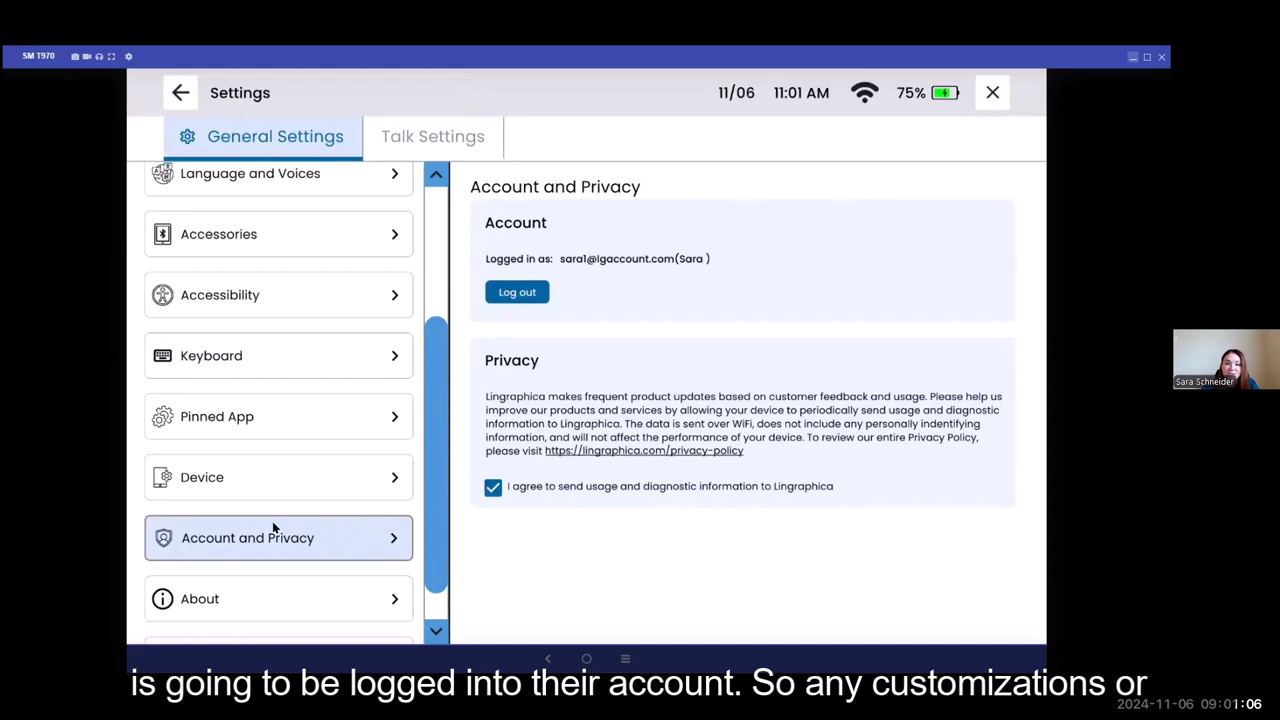 SM T970
Settings
11/06 11:01 AM 75%
General Settings
Talk Settings
Language and Voices
Accessories
Accessibility
Keyboard
Pinned App
Device
Account and Privacy
About
Account and Privacy
Account
Logged in as: sara1@lgaccount.com(Sara )
Log out
Privacy
Lingraphica makes frequent product updates based on customer feedback and usage. Please help us
improve our products and services by allowing your device to periodically send usage and diagnostic
information to Lingraphica. The data is sent over WiFi, does not include any personally indentifying
information, and will not affect the performance of your device. To review our entire Privacy Policy,
please visit https://lingraphica.com/privacy-policy
I agree to send usage and diagnostic information to Lingraphica
Sara Schneider
is going to be logged into their account. So any customizations or
2024-11-06 09:01:06